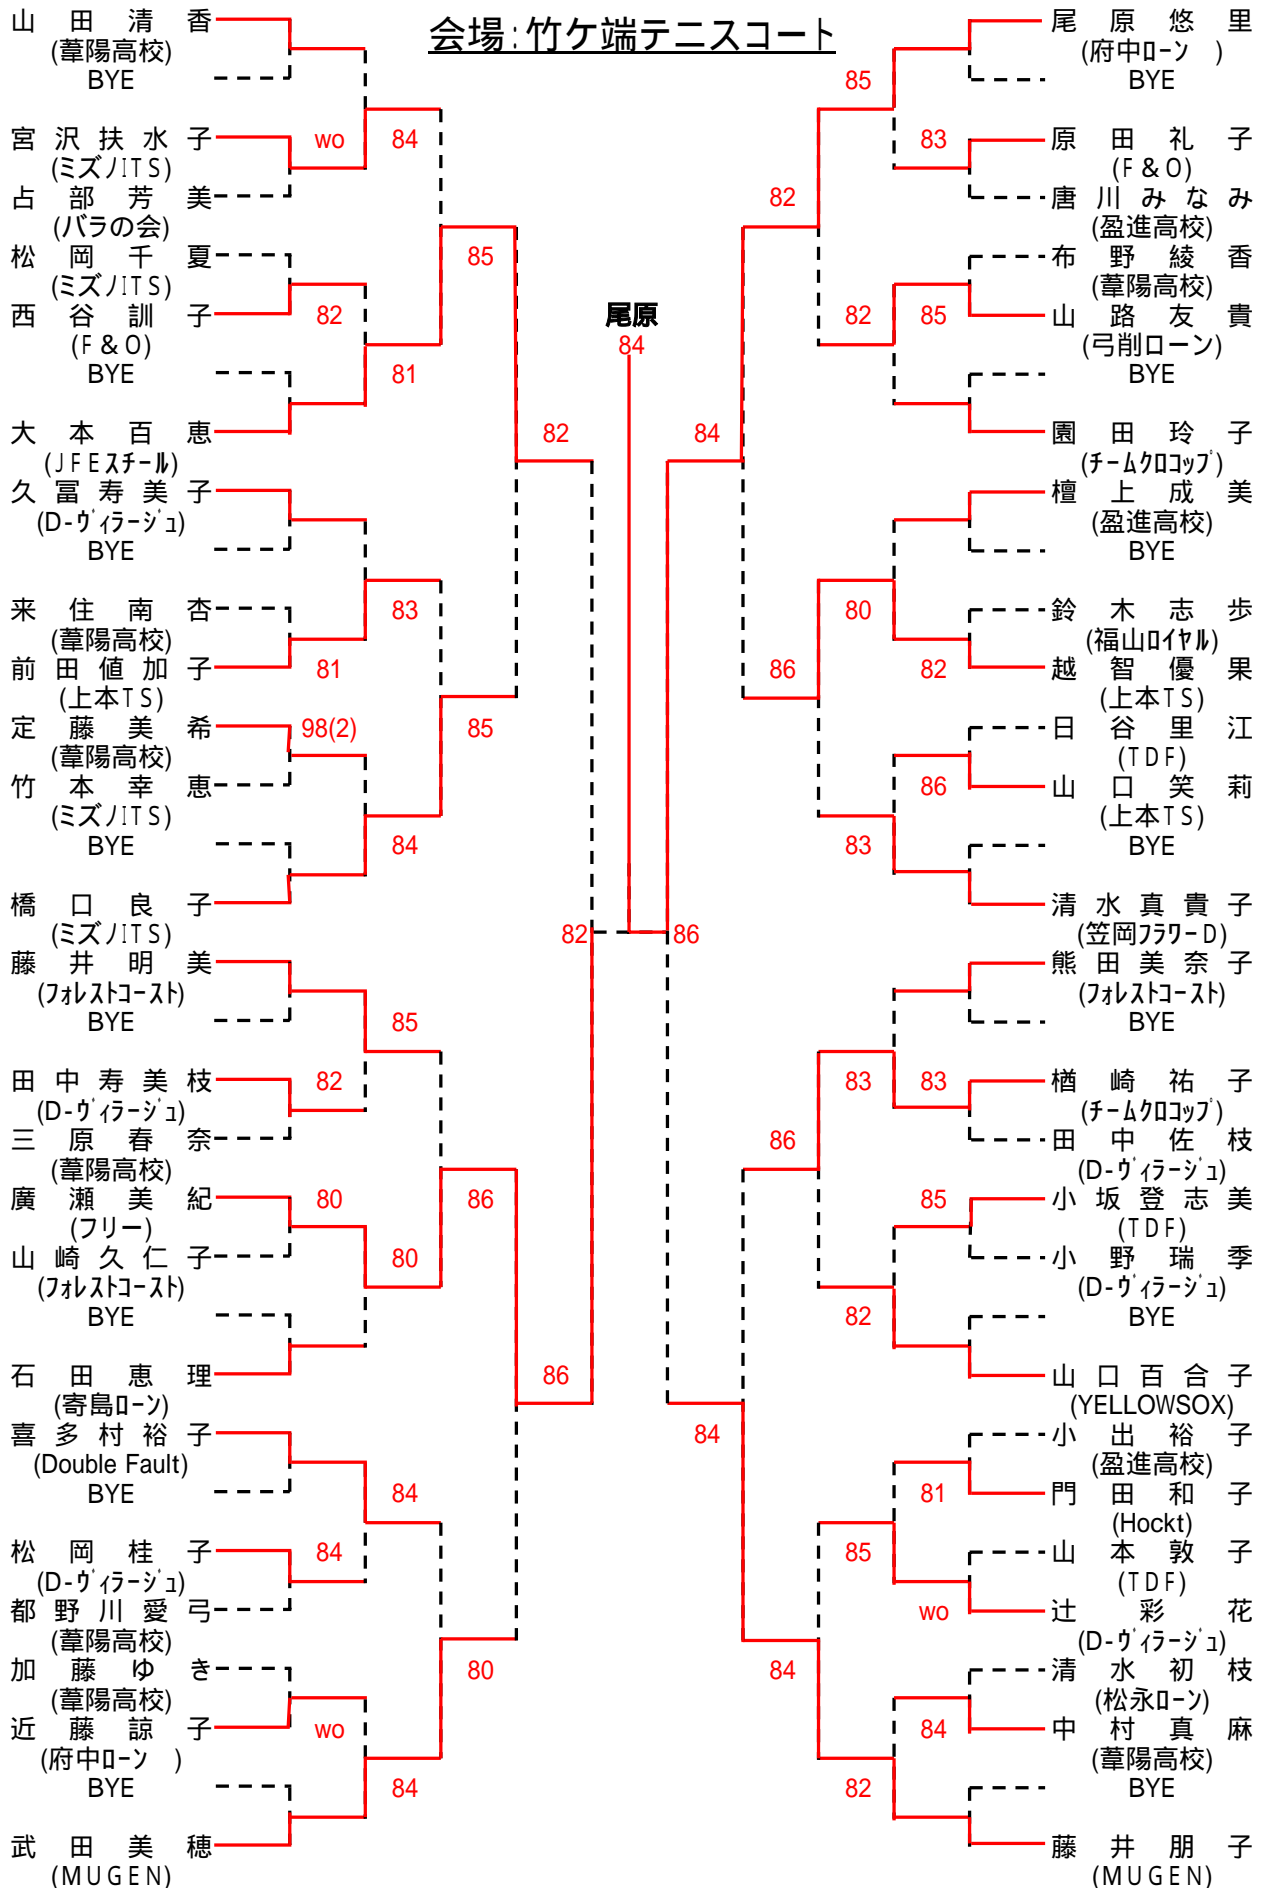 会場:竹ケ端テニスコート
山田清香
(葦陽高校)
BYE
宮沢扶水子
(ミズノITS)
占部芳美
(バラの会)
松岡千夏
(ミズノITS)
西谷訓子
(F&O)
BYE
大本百恵
(JFEスチール)
久冨寿美子
(D-ヴィラージュ)
BYE
来住南杏
(葦陽高校)
前田値加子
(上本TS)
定藤美希
(葦陽高校)
竹本幸恵
(ミズノITS)
BYE
橋口良子
(ミズノITS)
藤井明美
(フォレストコースト)
BYE
田中寿美枝
(D-ヴィラージュ)
三原春奈
(葦陽高校)
廣瀬美紀
(フリー)
山崎久仁子
(フォレストコースト)
BYE
石田恵理
(寄島ローン)
喜多村裕子
(Double Fault)
BYE
松岡桂子
(D-ヴィラージュ)
都野川愛弓
(葦陽高校)
加藤ゆき
(葦陽高校)
近藤諒子
(府中ローン )
BYE
武田美穂
(MUGEN)
wo
82
81
98(2)
82
80
84
wo
84
81
83
84
85
80
84
84
85
85
86
80
82
86
82
尾原
84
86
84
84
82
86
86
84
85
82
80
83
83
82
85
82
83
85
82
86
83
85
81
wo
84
尾原悠里
(府中ローン )
BYE
原田礼子
(F&O)
唐川みなみ
(盈進高校)
布野綾香
(葦陽高校)
山路友貴
(弓削ローン)
BYE
園田玲子
(チームクロコップ)
檀上成美
(盈進高校)
BYE
鈴木志歩
(福山ロイヤル)
越智優果
(上本TS)
日谷里江
(TDF)
山口笑莉
(上本TS)
BYE
清水真貴子
(笠岡フラワーD)
熊田美奈子
(フォレストコースト)
BYE
楢崎祐子
(チームクロコップ)
田中佐枝
(D-ヴィラージュ)
小坂登志美
(TDF)
小野瑞季
(D-ヴィラージュ)
BYE
山口百合子
(YELLOWSOX)
小出裕子
(盈進高校)
門田和子
(Hockt)
山本敦子
(TDF)
辻彩花
(D-ヴィラージュ)
清水初枝
(松永ローン)
中村真麻
(葦陽高校)
BYE
藤井朋子
(MUGEN)